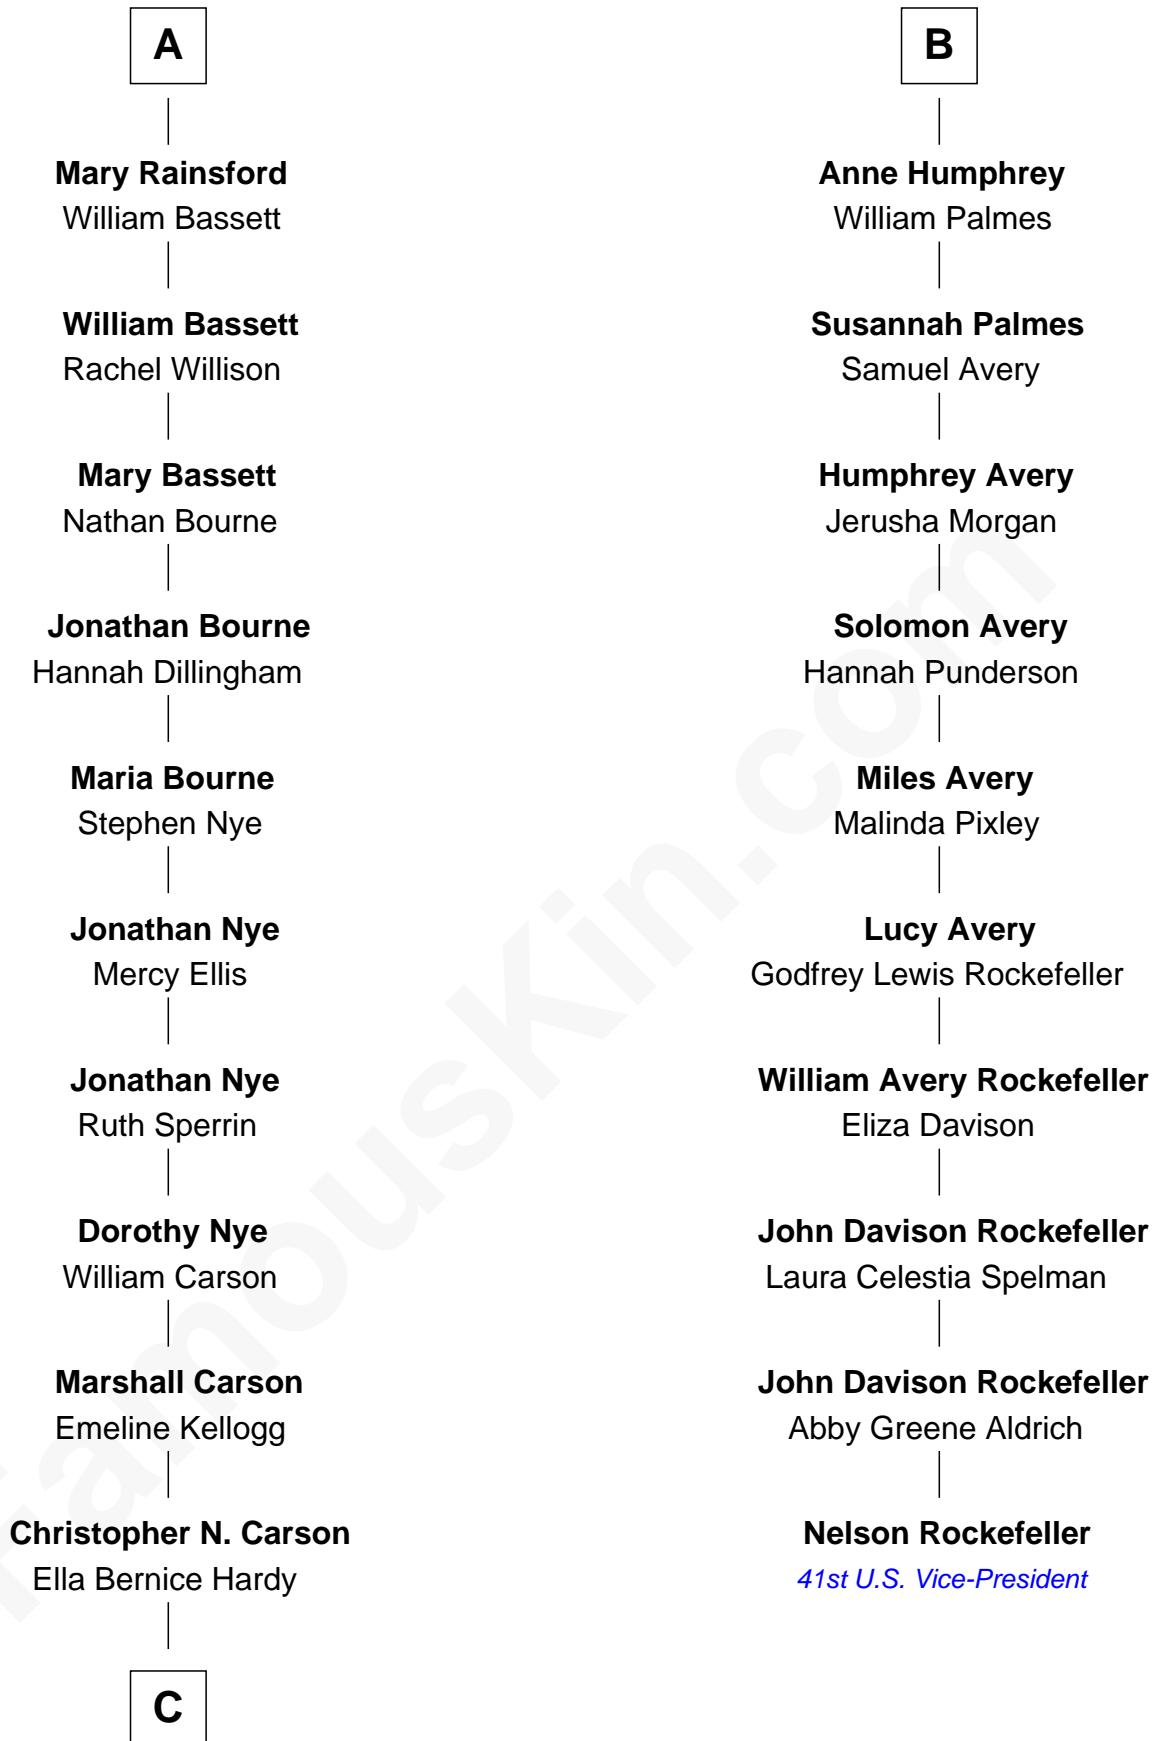 A
Mary Rainsford
William Bassett
William Bassett
Rachel Willison
Mary Bassett
Nathan Bourne
Jonathan Bourne
Hannah Dillingham
Maria Bourne
Stephen Nye
Jonathan Nye
Mercy Ellis
Jonathan Nye
Ruth Sperrin
Dorothy Nye
William Carson
Marshall Carson
Emeline Kellogg
Christopher N. Carson
Ella Bernice Hardy
C
B
Anne Humphrey
William Palmes
Susannah Palmes
Samuel Avery
Humphrey Avery
Jerusha Morgan
Solomon Avery
Hannah Punderson
Miles Avery
Malinda Pixley
Lucy Avery
Godfrey Lewis Rockefeller
William Avery Rockefeller
Eliza Davison
John Davison Rockefeller
Laura Celestia Spelman
John Davison Rockefeller
Abby Greene Aldrich
Nelson Rockefeller
41st U.S. Vice-President
FamousKin.com